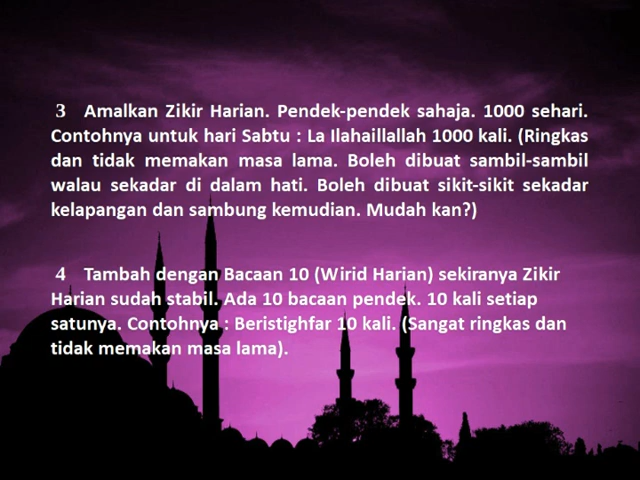 3 Amalkan Zikir Harian. Pendek-pendek sahaja. 1000 sehari.
Contohnya untuk hari Sabtu : La Ilahaillallah 1000 kali. (Ringkas
dan tidak memakan masa lama. Boleh dibuat sambil-sambil
walau sekadar di dalam hati. Boleh dibuat sikit-sikit sekadar
kelapangan dan sambung kemudian. Mudah kan?)
4 Tambah dengan Bacaan 10 (Wirid Harian) sekiranya Zikir
Harian sudah stabil. Ada 10 bacaan pendek. 10 kali setiap
satunya. Contohnya : Beristighfar 10 kali. (Sangat ringkas dan
tidak memakan masa lama).